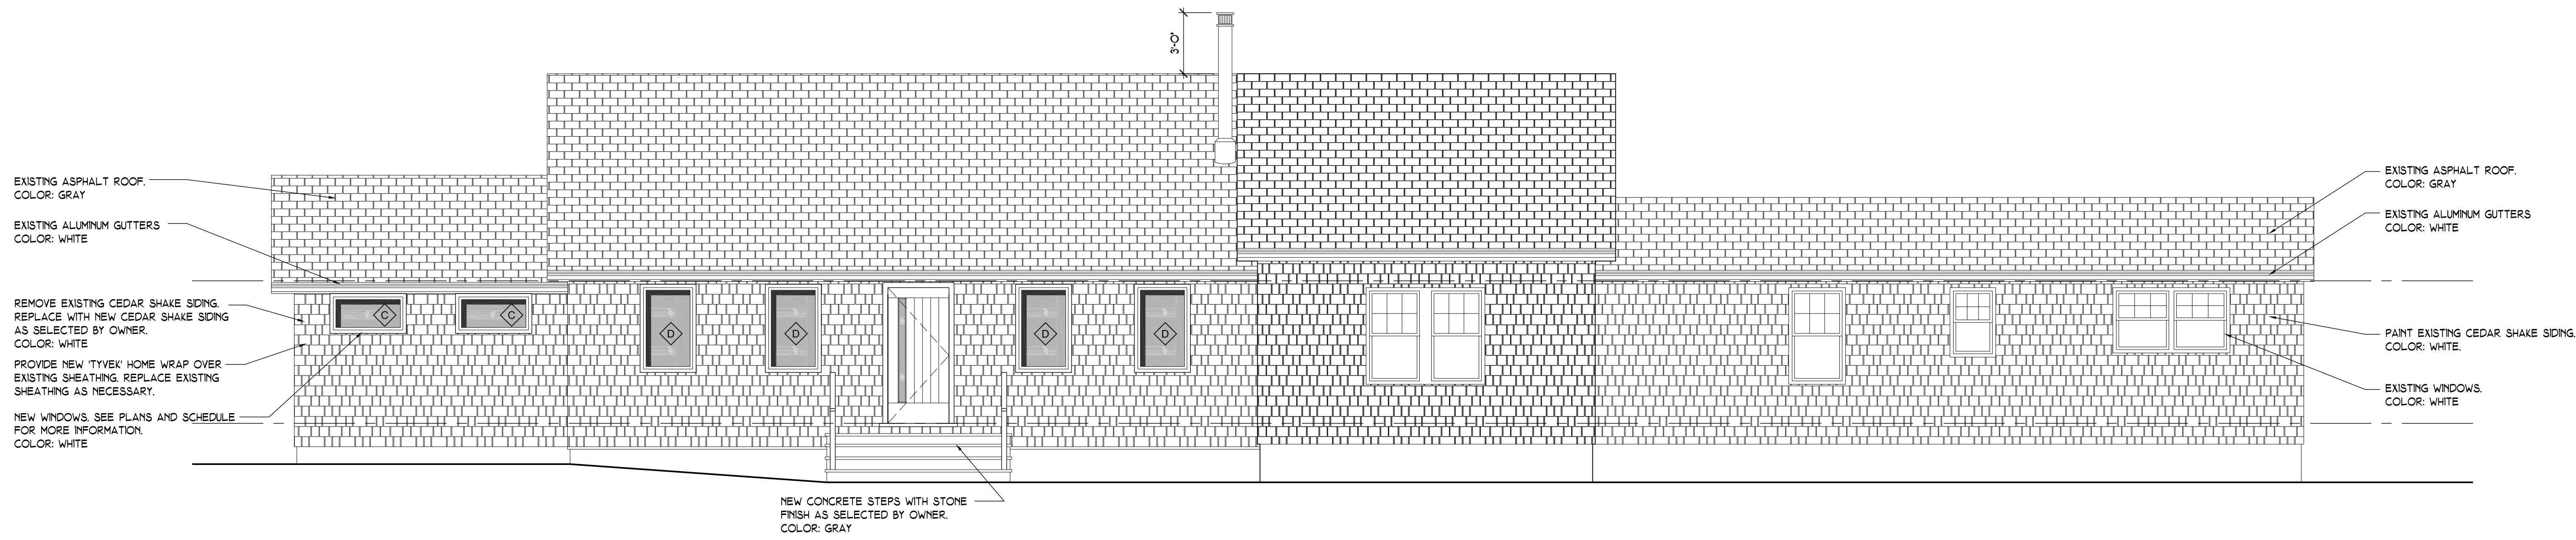 3'-0"
EXISTING ASPHALT ROOF.
COLOR: GRAY
EXISTING ALUMINUM GUTTERS
COLOR: WHITE
REMOVE EXISTING CEDAR SHAKE SIDING.
REPLACE WITH NEW CEDAR SHAKE SIDING
AS SELECTED BY OWNER.
COLOR: WHITE
PROVIDE NEW 'TYVEK' HOME WRAP OVER
EXISTING SHEATHING. REPLACE EXISTING
SHEATHING AS NECESSARY.
NEW WINDOWS. SEE PLANS AND SCHEDULE
FOR MORE INFORMATION.
COLOR: WHITE
C
C
D
D
D
D
NEW CONCRETE STEPS WITH STONE
FINISH AS SELECTED BY OWNER.
COLOR: GRAY
EXISTING ASPHALT ROOF.
COLOR: GRAY
EXISTING ALUMINUM GUTTERS
COLOR: WHITE
PAINT EXISTING CEDAR SHAKE SIDING.
COLOR: WHITE.
EXISTING WINDOWS.
COLOR: WHITE